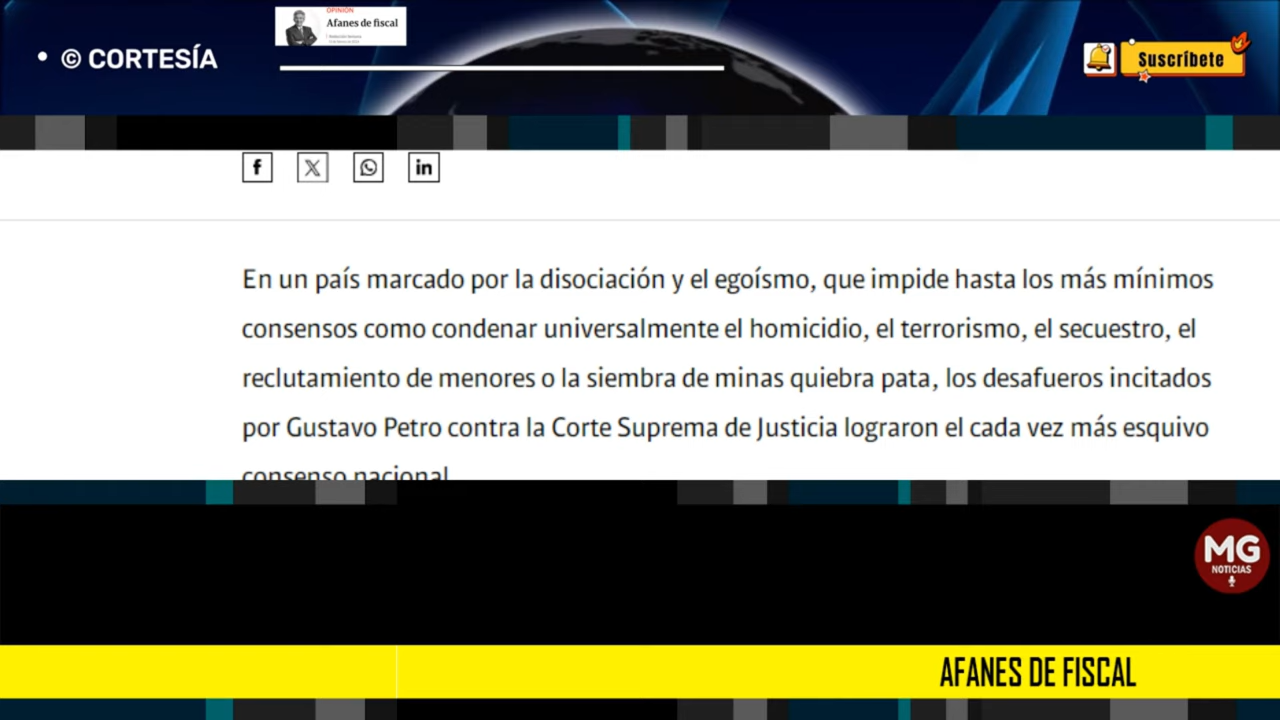 • © CORTESÍA
OPINIÓN
Afanes de fiscal
Suscríbete
f X in
En un país marcado por la disociación y el egoísmo, que impide hasta los más mínimos
consensos como condenar universalmente el homicidio, el terrorismo, el secuestro, el
reclutamiento de menores o la siembra de minas quiebra pata, los desafueros incitados
por Gustavo Petro contra la Corte Suprema de Justicia lograron el cada vez más esquivo
consenso nacional
MG
NOTICIAS
AFANES DE FISCAL